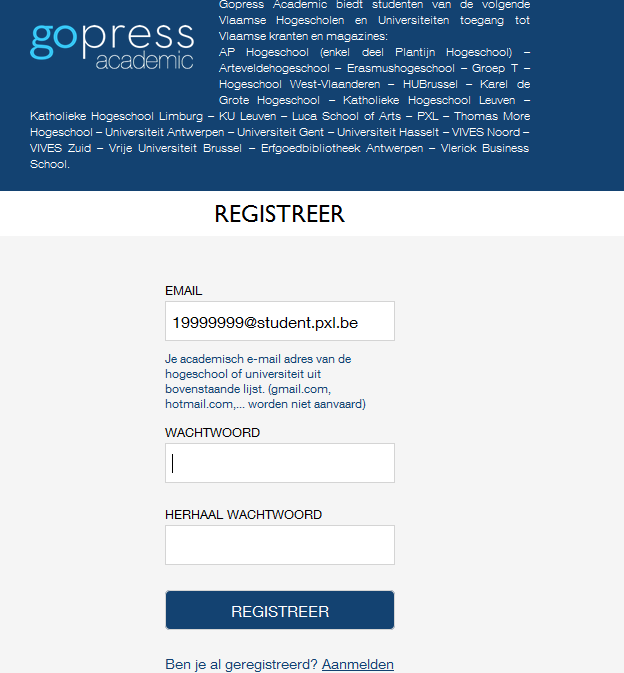 gopress
academic
Gopress Academic biedt studenten van de volgende
Vlaamse Hogescholen en Universiteiten toegang tot
Vlaamse kranten en magazines:
AP Hogeschool (enkel deel Plantijn Hogeschool) –
Arteveldehogeschool – Erasmushogeschool – Groep T –
Hogeschool West-Vlaanderen – HUBrussel – Karel de
Grote Hogeschool – Katholieke Hogeschool Leuven –
Katholieke Hogeschool Limburg – KU Leuven – Luca School of Arts – PXL – Thomas More
Hogeschool – Universiteit Antwerpen – Universiteit Gent – Universiteit Hasselt – VIVES Noord –
VIVES Zuid – Vrije Universiteit Brussel – Erfgoedbibliotheek Antwerpen – Vlerick Business
School.
REGISTREER
EMAIL
19999999@student.pxl.be
Je academisch e-mail adres van de
hogeschool of universiteit uit
bovenstaande lijst. (gmail.com,
hotmail.com,... worden niet aanvaard)
WACHTWOORD
HERHAAL WACHTWOORD
REGISTREER
Ben je al geregistreerd? Aanmelden